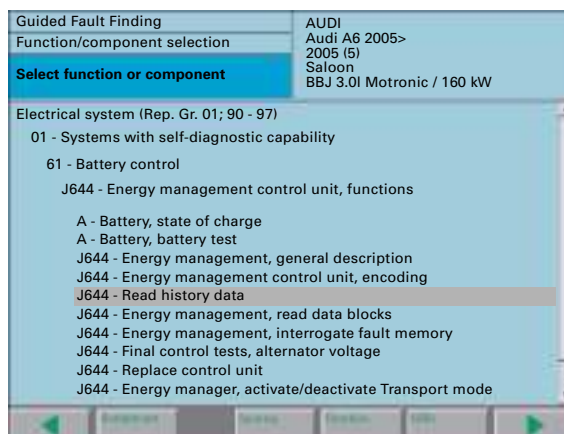 Guided Fault Finding
Function/component selection
Select function or component
AUDI
Audi A6 2005>
2005 (5)
Saloon
BBJ 3.0l Motronic / 160 kW
Electrical system (Rep. Gr. 01; 90 - 97)
01 - Systems with self-diagnostic capability
61 - Battery control
J644 - Energy management control unit, functions
A - Battery, state of charge
A - Battery, battery test
J644 - Energy management, general description
J644 - Energy management control unit, encoding
J644 - Read history data
J644 - Energy management, read data blocks
J644 - Energy management, interrogate fault memory
J644 - Final control tests, alternator voltage
J644 - Replace control unit
J644 - Energy manager, activate/deactivate Transport mode